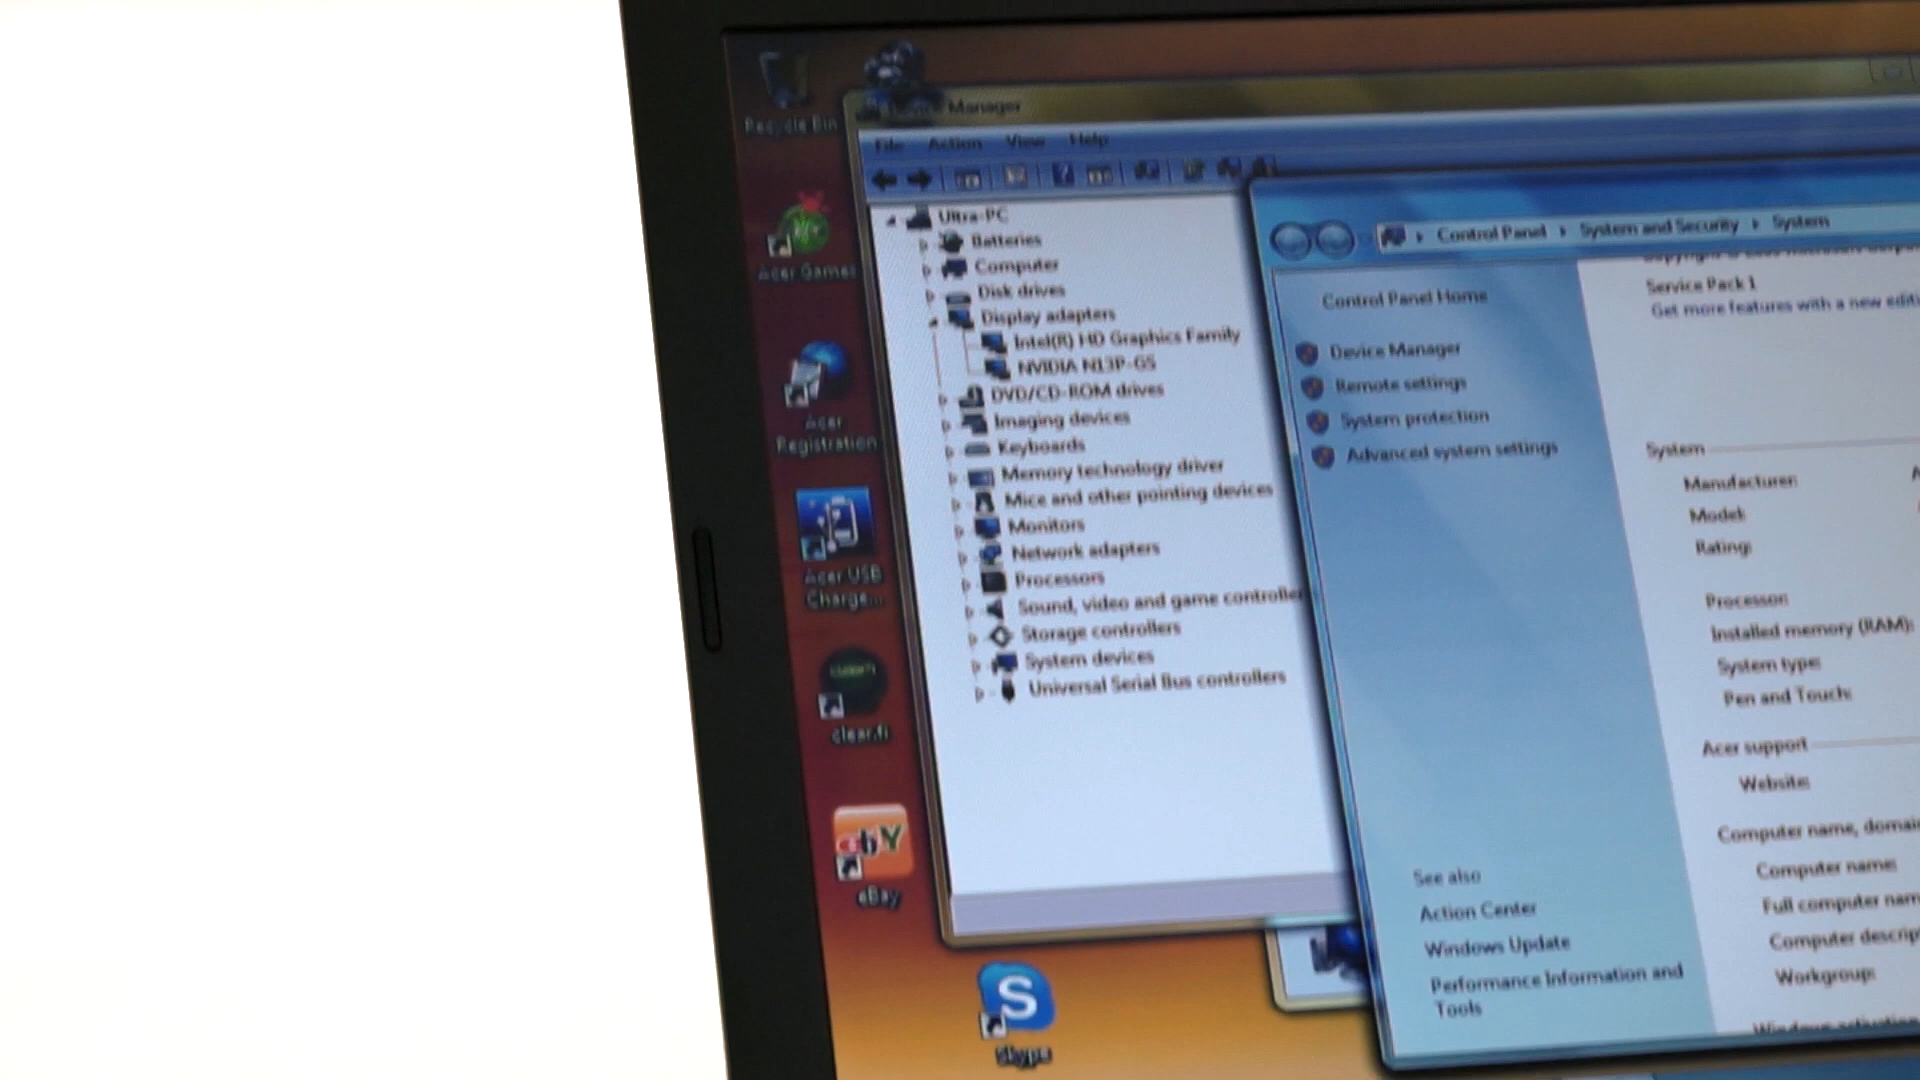 Recycle Bin
Acer Games
Acer
Registration
Acer USB
Charge...
clear.fi
ebY
eBay
S
Skype
Manager
File Action View Help
Ultra-PC
Batteries
Computer
Disk drives
Display adapters
Intel(R) HD Graphics Family
NVIDIA N13P-GS
DVD/CD-ROM drives
Imaging devices
Keyboards
Memory technology driver
Mice and other pointing devices
Monitors
Network adapters
Processors
Sound, video and game controller
Storage controllers
System devices
Universal Serial Bus controllers
Control Panel System and Security System
Control Panel Home
Device Manager
Remote settings
System protection
Advanced system settings
See also
Action Center
Windows Update
Performance Information and
Tools
Service Pack 1
Get more features with a new editi
System
Manufacturer:
Model:
Rating:
Processor:
Installed memory (RAM):
System type:
Pen and Touch:
Acer support
Website:
Computer name, domai
Computer name:
Full computer nam
Computer descrip
Workgroup:
Windows activation